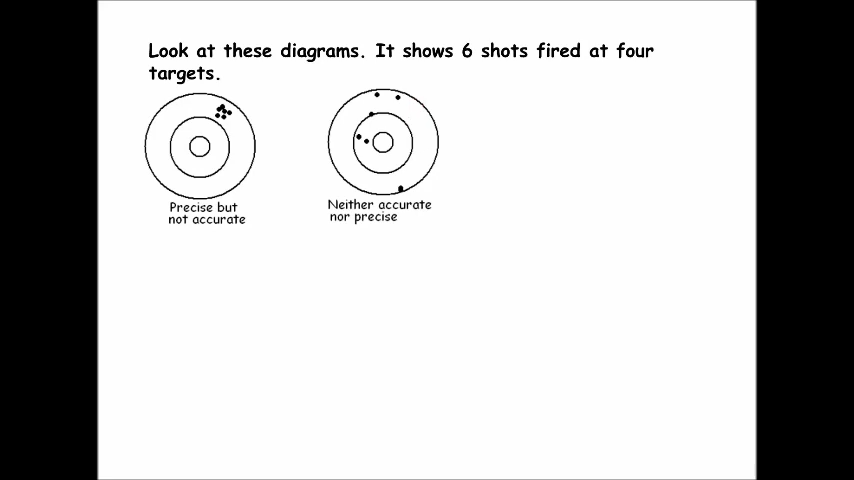 Look at these diagrams. It shows 6 shots fired at four
targets.
Precise but
not accurate
Neither accurate
nor precise